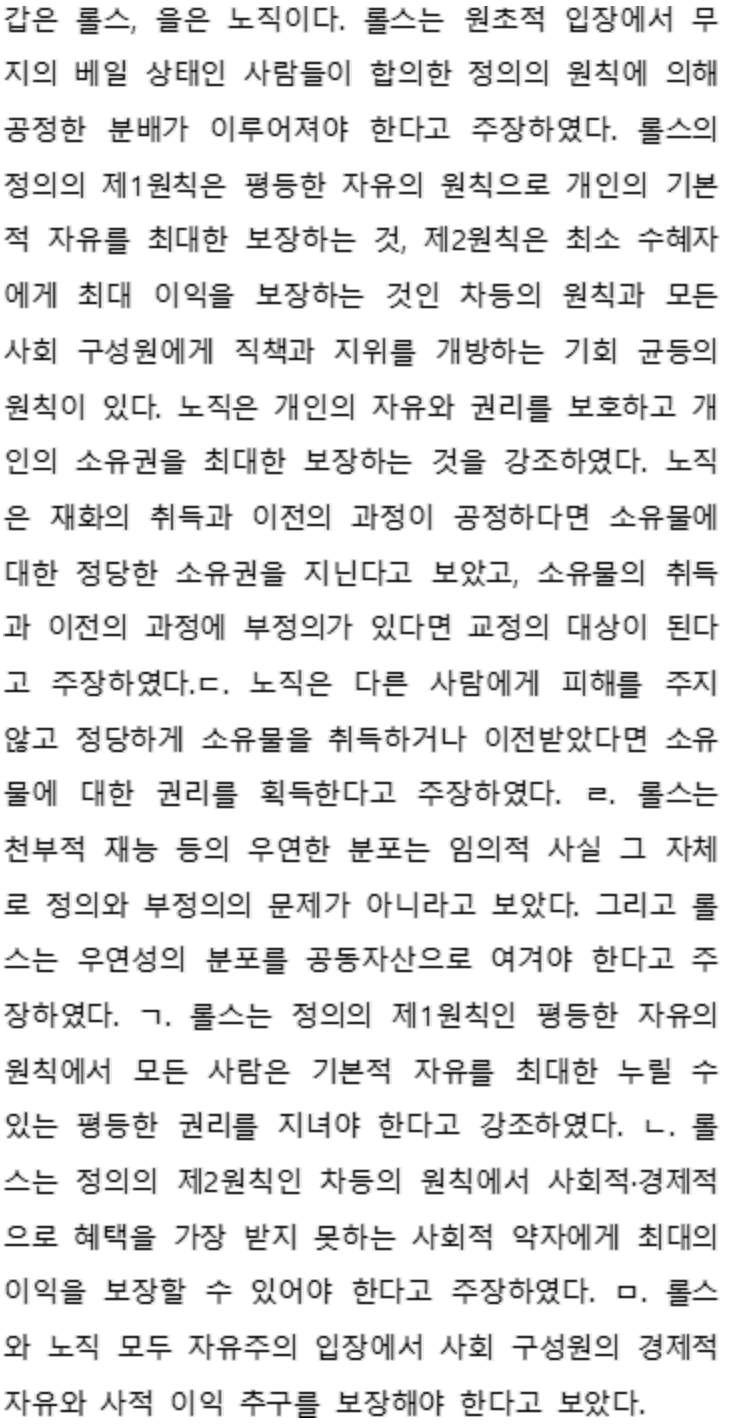 갑은 롤스, 을은 노직이다. 롤스는 원초적 입장에서 무
지의 베일 상태인 사람들이 합의한 정의의 원칙에 의해
공정한 분배가 이루어져야 한다고 주장하였다. 롤스의
정의의 제1원칙은 평등한 자유의 원칙으로 개인의 기본
적 자유를 최대한 보장하는 것, 제2원칙은 최소 수혜자
에게 최대 이익을 보장하는 것인 차등의 원칙과 모든
사회 구성원에게 직책과 지위를 개방하는 기회 균등의
원칙이 있다. 노직은 개인의 자유와 권리를 보호하고 개
인의 소유권을 최대한 보장하는 것을 강조하였다. 노직
은 재화의 취득과 이전의 과정이 공정하다면 소유물에
대한 정당한 소유권을 지닌다고 보았고, 소유물의 취득
과 이전의 과정에 부정의가 있다면 교정의 대상이 된다
고 주장하였다.ㄷ. 노직은 다른 사람에게 피해를 주지
않고 정당하게 소유물을 취득하거나 이전받았다면 소유
물에 대한 권리를 획득한다고 주장하였다. ㄹ. 롤스는
천부적 재능 등의 우연한 분포는 임의적 사실 그 자체
로 정의와 부정의의 문제가 아니라고 보았다. 그리고 롤
스는 우연성의 분포를 공동자산으로 여겨야 한다고 주
장하였다. ㄱ. 롤스는 정의의 제1원칙인 평등한 자유의
원칙에서 모든 사람은 기본적 자유를 최대한 누릴 수
있는 평등한 권리를 지녀야 한다고 강조하였다. ㄴ. 롤
스는 정의의 제2원칙인 차등의 원칙에서 사회적·경제적
으로 혜택을 가장 받지 못하는 사회적 약자에게 최대의
이익을 보장할 수 있어야 한다고 주장하였다. ㅁ. 롤스
와 노직 모두 자유주의 입장에서 사회 구성원의 경제적
자유와 사적 이익 추구를 보장해야 한다고 보았다.